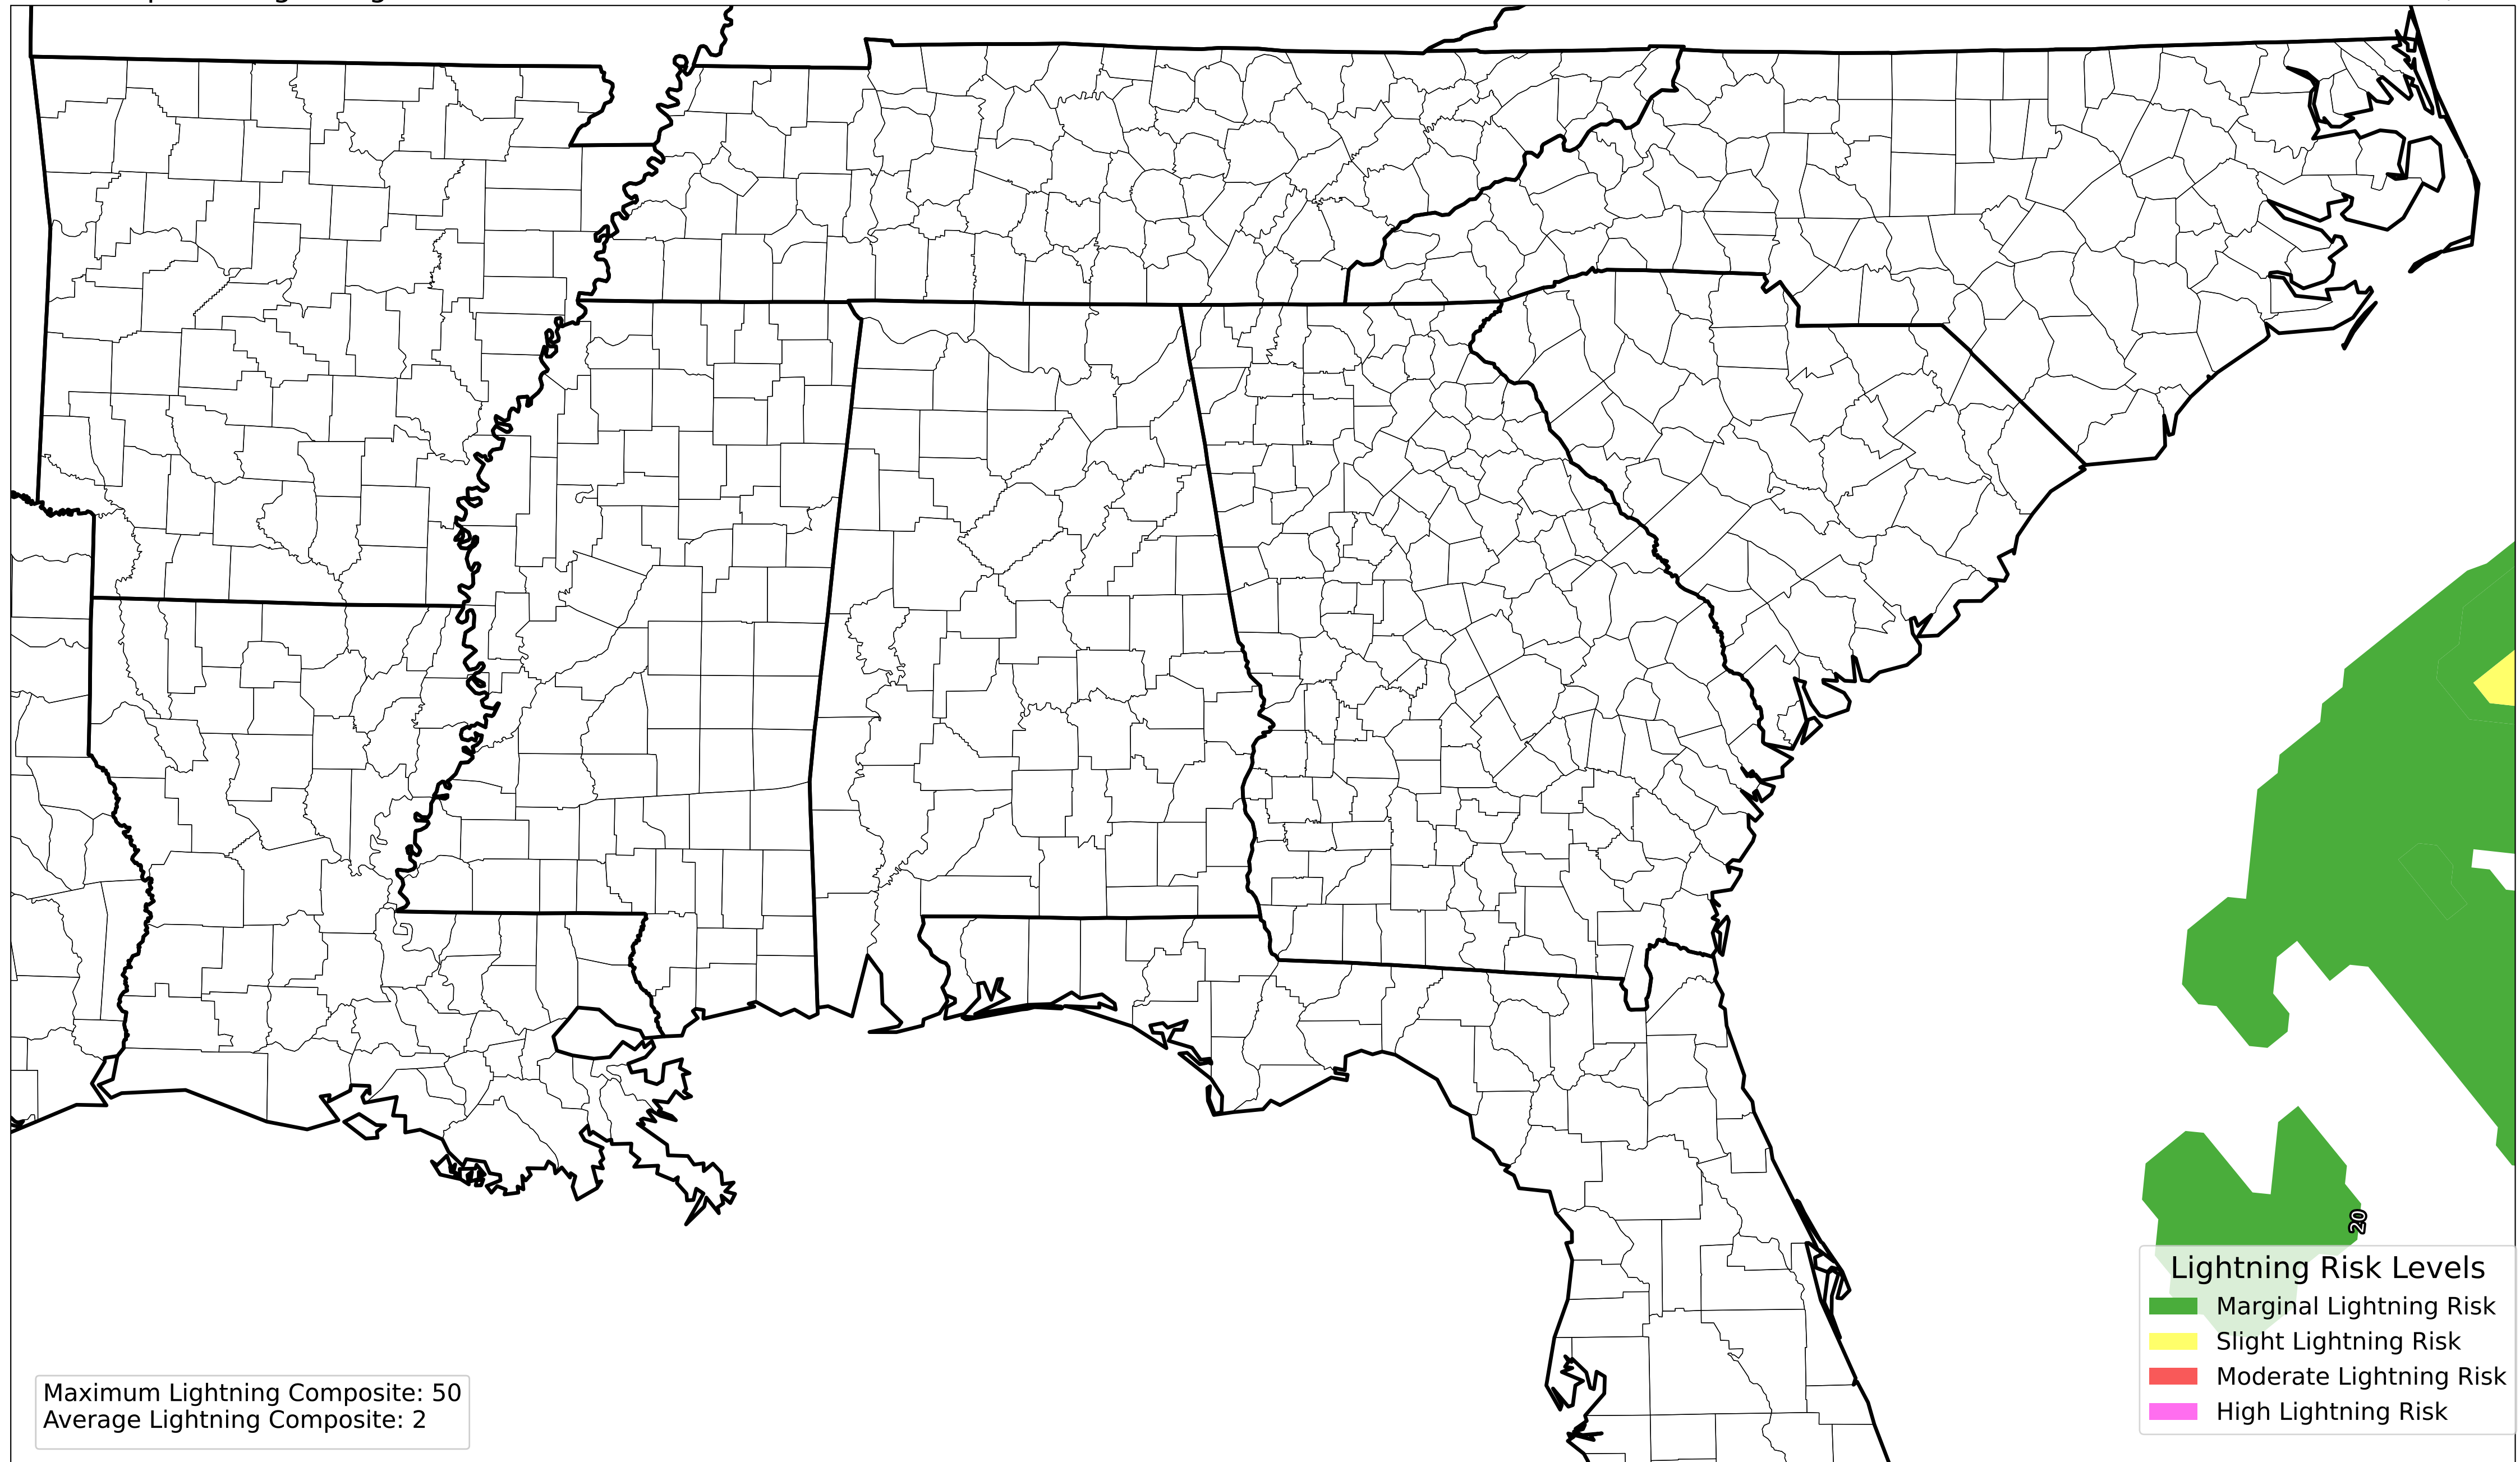 20
Lightning Risk Levels
Marginal Lightning Risk
Slight Lightning Risk
Moderate Lightning Risk
High Lightning Risk
Maximum Lightning Composite: 50
Average Lightning Composite: 2